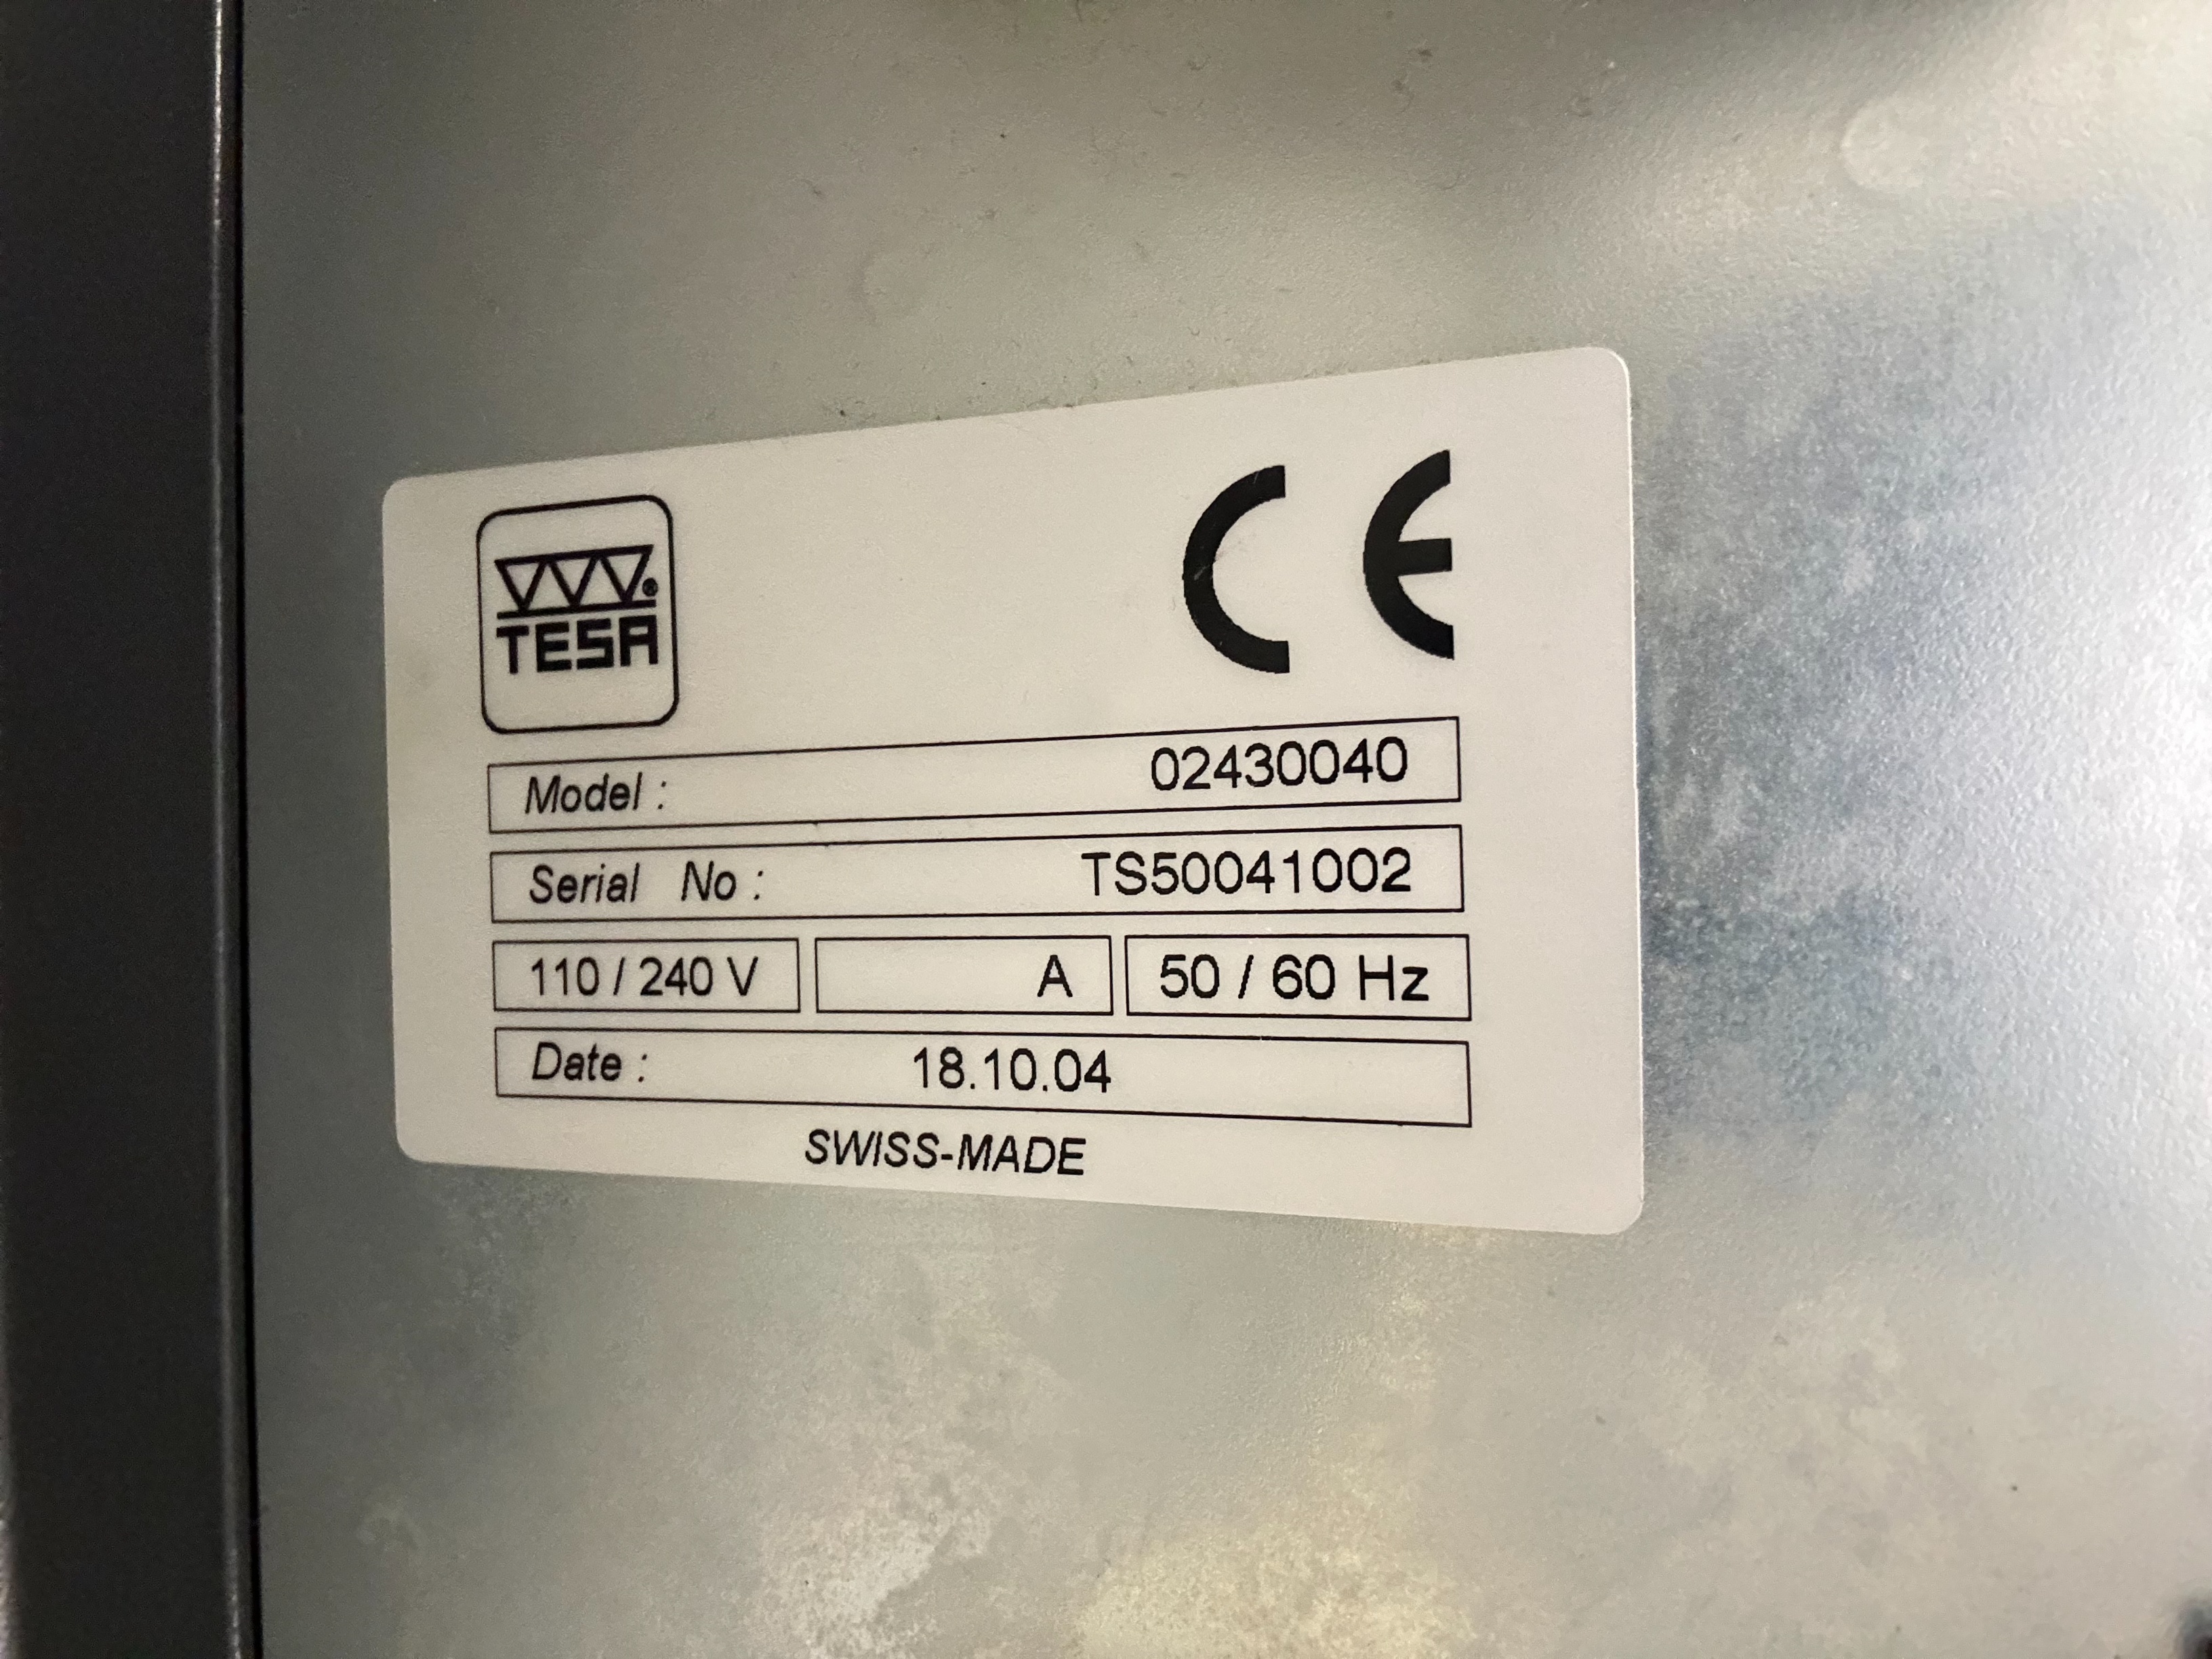 TESA
CE
Model : 02430040
Serial No : TS50041002
110 / 240 V A 50 / 60 Hz
Date : 18.10.04
SWISS-MADE